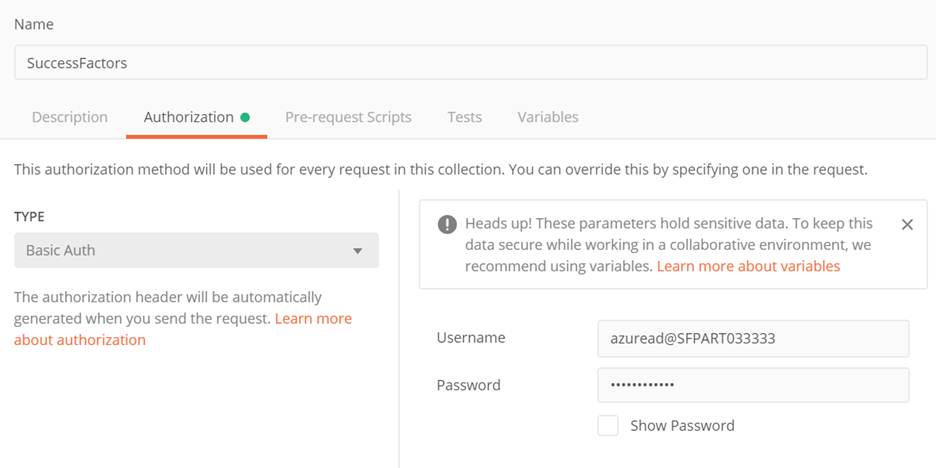 Name
SuccessFactors
Description Authorization Pre-request Scripts Tests Variables
This authorization method will be used for every request in this collection. You can override this by specifying one in the request.
TYPE
Basic Auth
The authorization header will be automatically
generated when you send the request. Learn more
about authorization
Heads up! These parameters hold sensitive data. To keep this
data secure while working in a collaborative environment, we
recommend using variables. Learn more about variables
Username azuread@SFPART033333
Password ••••••••••••
Show Password